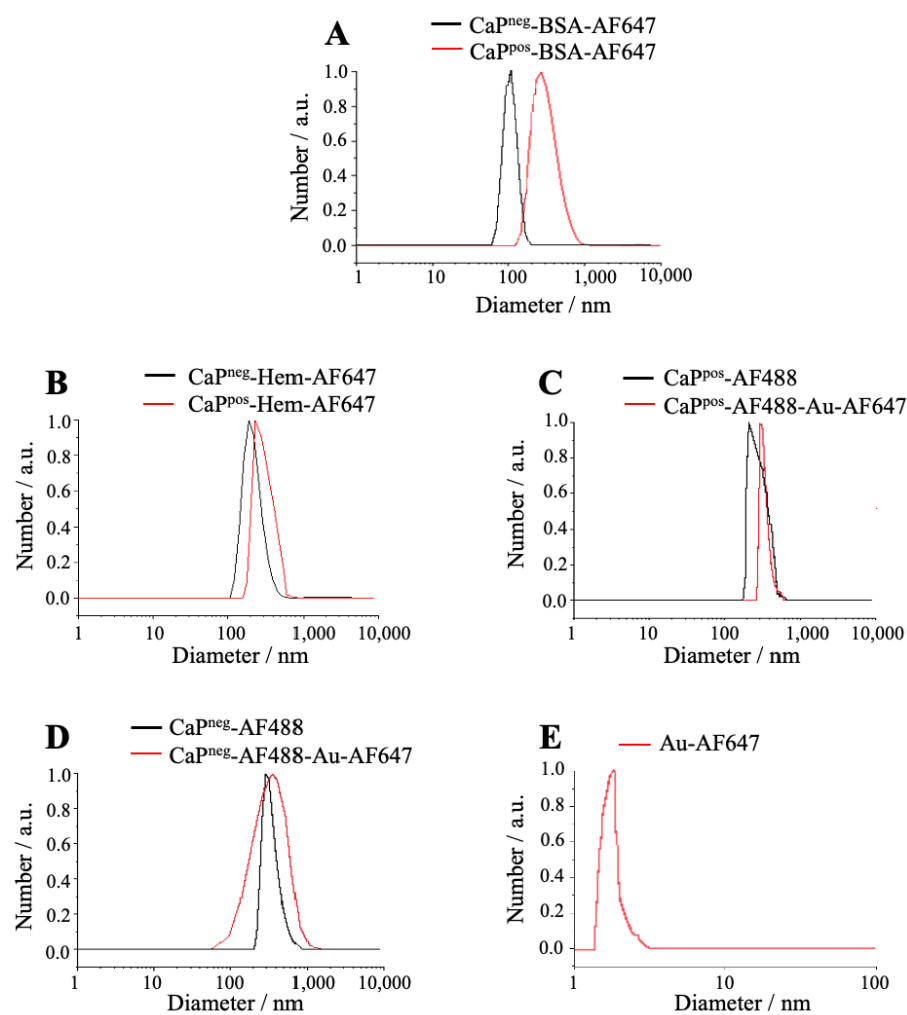 A
CaPⁿᵉᵍ-BSA-AF647
CaPᵖᵒˢ-BSA-AF647
Number / a.u.
1.0
0.8
0.6
0.4
0.2
0.0
1 10 100 1,000 10,000
Diameter / nm
B
CaPⁿᵉᵍ-Hem-AF647
CaPᵖᵒˢ-Hem-AF647
Number / a.u.
1.0
0.8
0.6
0.4
0.2
0.0
1 10 100 1,000 10,000
Diameter / nm
C
CaPᵖᵒˢ-AF488
CaPᵖᵒˢ-AF488-Au-AF647
Number / a.u.
1.0
0.8
0.6
0.4
0.2
0.0
1 10 100 1,000 10,000
Diameter / nm
D
CaPⁿᵉᵍ-AF488
CaPⁿᵉᵍ-AF488-Au-AF647
Number / a.u.
1.0
0.8
0.6
0.4
0.2
0.0
1 10 100 1,000 10,000
Diameter / nm
E
Au-AF647
Number / a.u.
1.0
0.8
0.6
0.4
0.2
0.0
1 10 100
Diameter / nm